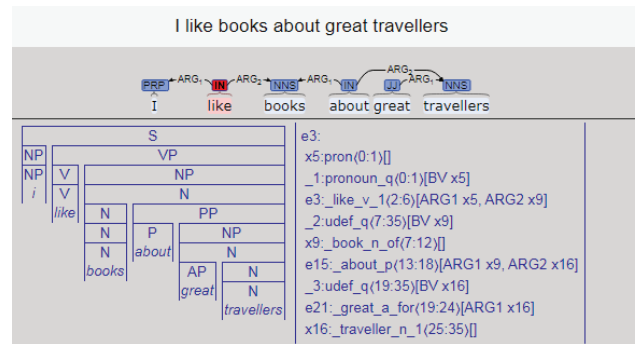 I like books about great travellers
ARG₁ ARG₂ ARG₁ ARG₂ ARG₁
PRP IN NNS IN JJ NNS
I like books about great travellers
S
NP VP
NP V NP
i V N
like N PP
N P NP
N about N
books AP N
great N
travellers
e3:
x5:pron⟨0:1⟩[]
_1:pronoun_q⟨0:1⟩[BV x5]
e3:_like_v_1⟨2:6⟩[ARG1 x5, ARG2 x9]
_2:udef_q⟨7:35⟩[BV x9]
x9:_book_n_of⟨7:12⟩[]
e15:_about_p⟨13:18⟩[ARG1 x9, ARG2 x16]
_3:udef_q⟨19:35⟩[BV x16]
e21:_great_a_for⟨19:24⟩[ARG1 x16]
x16:_traveller_n_1⟨25:35⟩[]